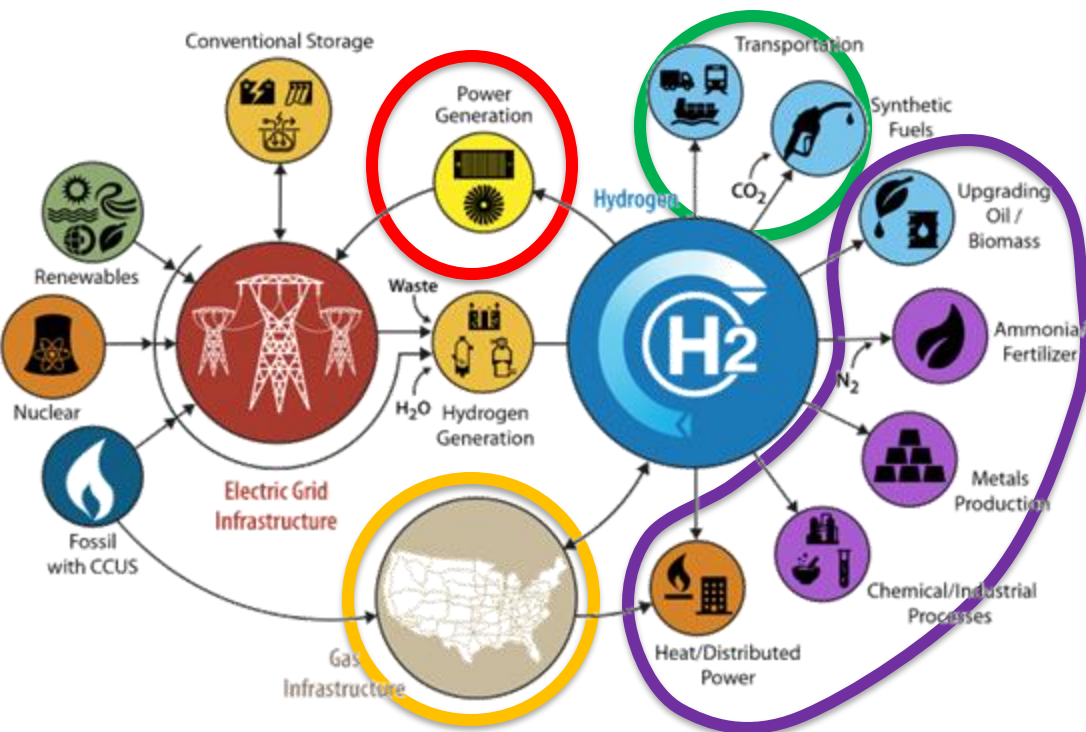 Conventional Storage
Power
Generation
Transportation
Synthetic
Fuels
CO2
Hydrogen
Upgrading
Oil /
Biomass
Renewables
Waste
H2
Ammonia/
Fertilizer
N2
Nuclear
H2O
Hydrogen
Generation
Electric Grid
Infrastructure
Metals
Production
Fossil
with CCUS
Chemical/Industrial
Processes
Gas
Infrastructure
Heat/Distributed
Power